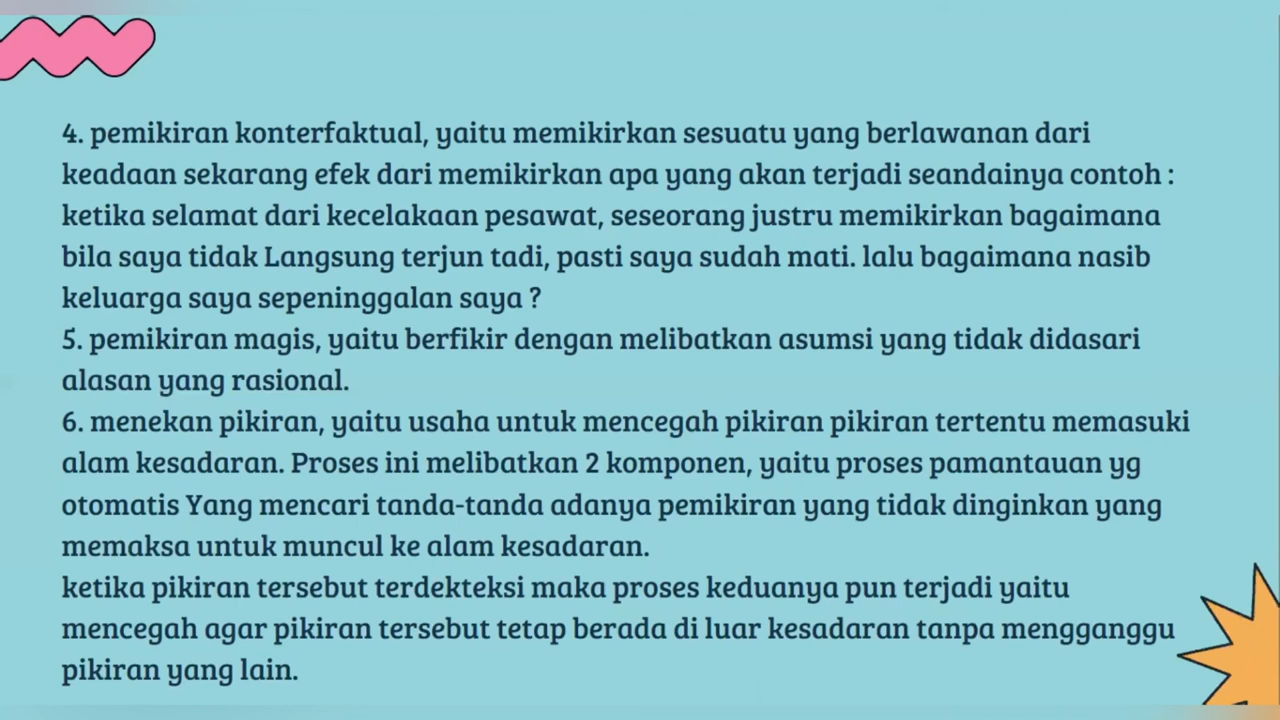 4. pemikiran konterfaktual, yaitu memikirkan sesuatu yang berlawanan dari
keadaan sekarang efek dari memikirkan apa yang akan terjadi seandainya contoh :
ketika selamat dari kecelakaan pesawat, seseorang justru memikirkan bagaimana
bila saya tidak Langsung terjun tadi, pasti saya sudah mati. lalu bagaimana nasib
keluarga saya sepeninggalan saya ?
5. pemikiran magis, yaitu berfikir dengan melibatkan asumsi yang tidak didasari
alasan yang rasional.
6. menekan pikiran, yaitu usaha untuk mencegah pikiran pikiran tertentu memasuki
alam kesadaran. Proses ini melibatkan 2 komponen, yaitu proses pamantauan yg
otomatis Yang mencari tanda-tanda adanya pemikiran yang tidak dinginkan yang
memaksa untuk muncul ke alam kesadaran.
ketika pikiran tersebut terdekteksi maka proses keduanya pun terjadi yaitu
mencegah agar pikiran tersebut tetap berada di luar kesadaran tanpa mengganggu
pikiran yang lain.